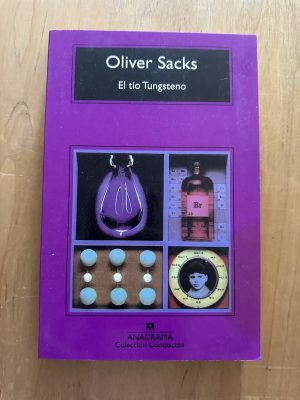 Oliver Sacks
El tío Tungsteno
Br
ANAGRAMA
Colección Compactos